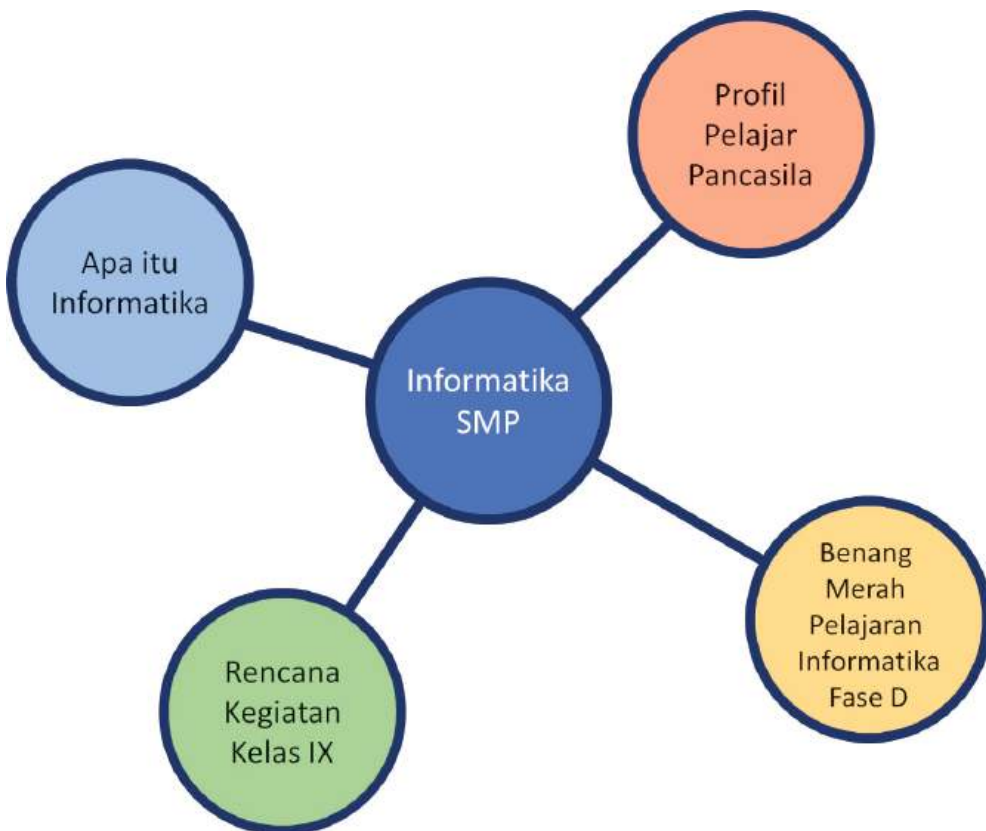 Profil
Pelajar
Pancasila
Apa itu
Informatika
Informatika
SMP
Benang
Merah
Pelajaran
Informatika
Fase D
Rencana
Kegiatan
Kelas IX